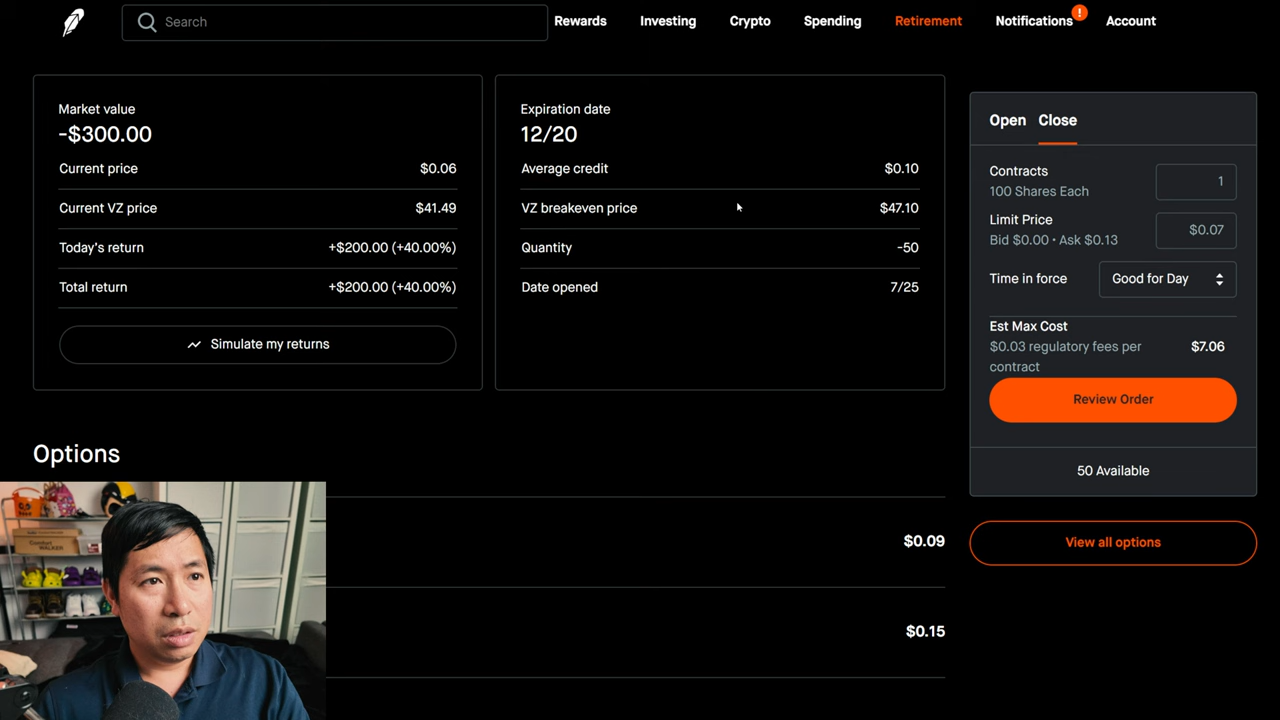 Search
Rewards
Investing
Crypto
Spending
Retirement
Notifications
!
Account
Market value
-$300.00
Current price $0.06
Current VZ price $41.49
Today's return +$200.00 (+40.00%)
Total return +$200.00 (+40.00%)
Simulate my returns
Expiration date
12/20
Average credit $0.10
VZ breakeven price $47.10
Quantity -50
Date opened 7/25
Open Close
Contracts
100 Shares Each
1
Limit Price
Bid $0.00 • Ask $0.13
$0.07
Time in force Good for Day
Est Max Cost
$0.03 regulatory fees per
contract
$7.06
Review Order
50 Available
View all options
Options
$0.09
$0.15
WALKER